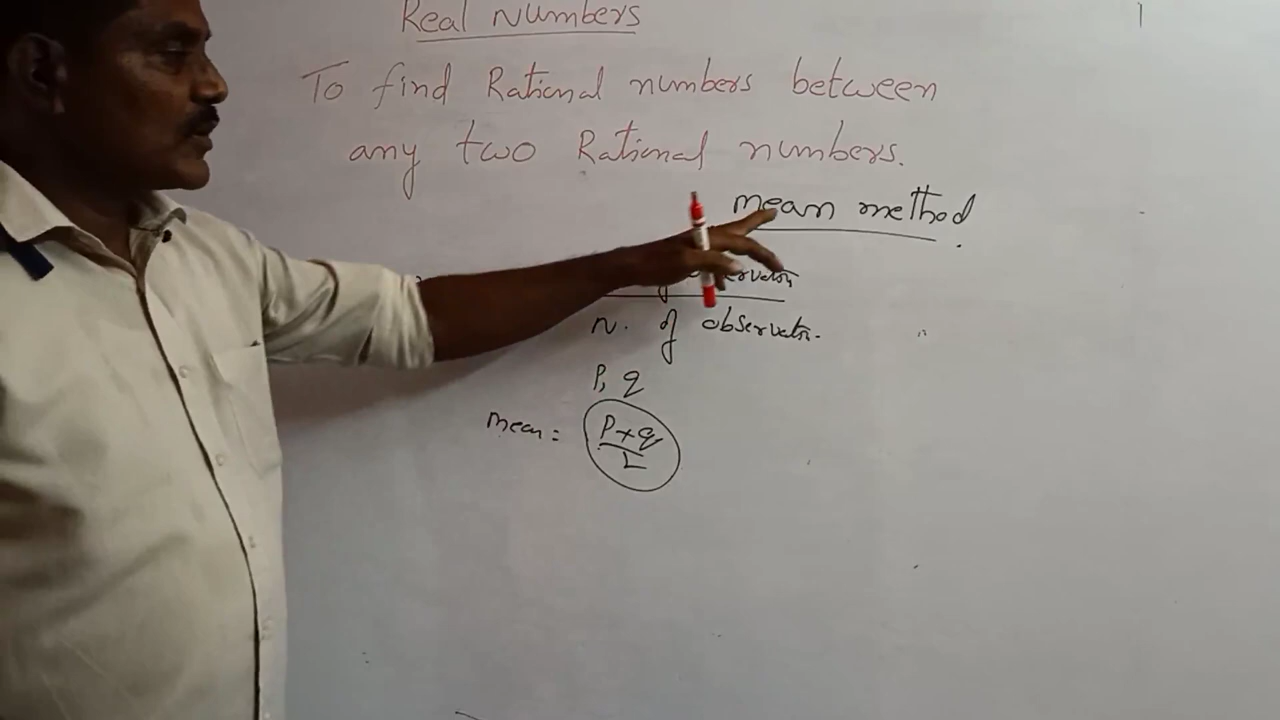 Real Numbers
To find Rational numbers between
any two Rational numbers.
mean method.
N. of observatn.
P, q
mean = P+q
2